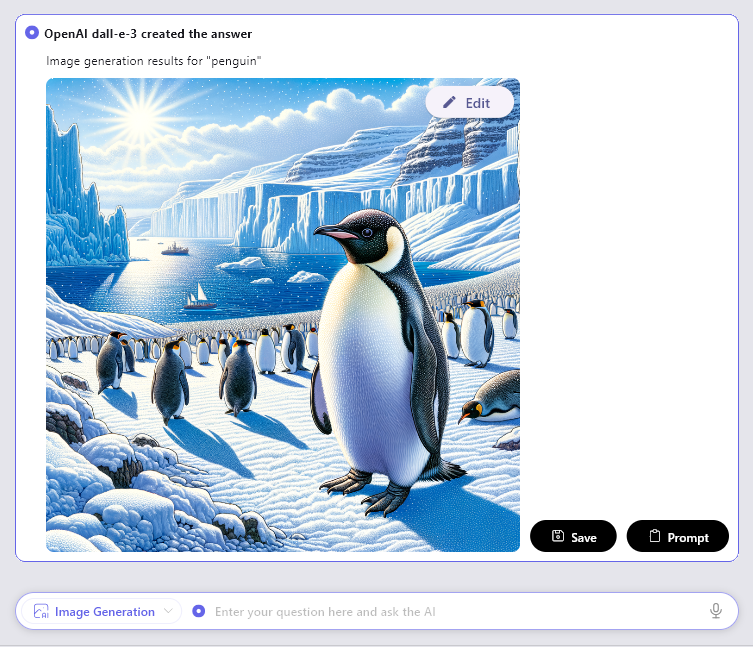 OpenAI dall-e-3 created the answer
Image generation results for "penguin"
Edit
Save
Prompt
AI
Image Generation
Enter your question here and ask the AI